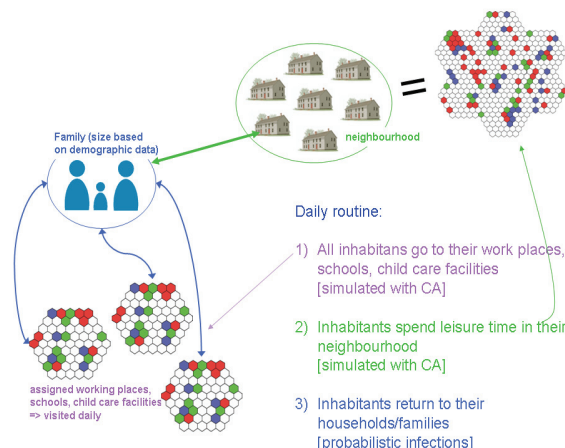 Family (size based
on demographic data)
neighbourhood
=
Daily routine:
1) All inhabitans go to their work places,
schools, child care facilities
[simulated with CA]
2) Inhabitants spend leisure time in their
neighbourhood
[simulated with CA]
3) Inhabitants return to their
households/families
[probabilistic infections]
assigned working places,
schools, child care facilities
=> visited daily